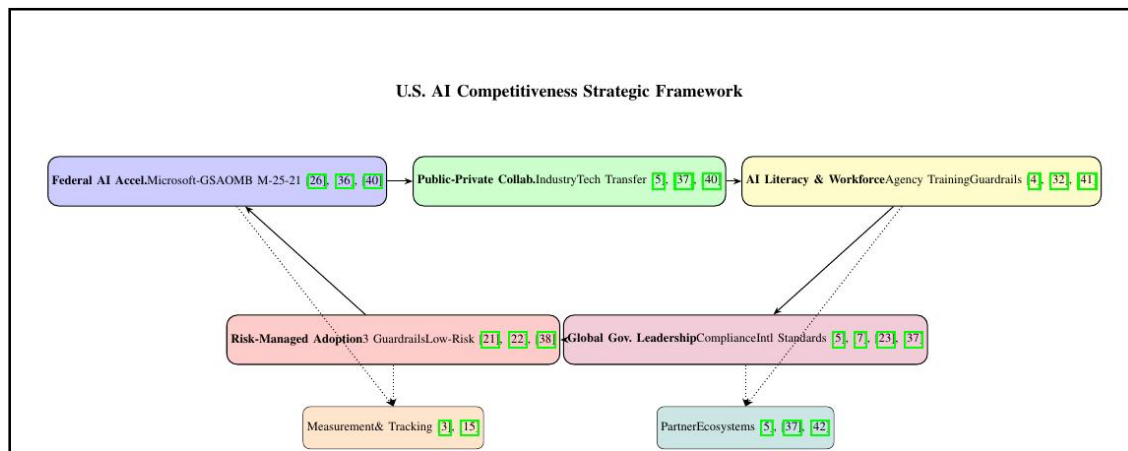 U.S. AI Competitiveness Strategic Framework
Federal AI Accel.Microsoft-GSAOMB M-25-21 [26], [36], [40]
Public-Private Collab.IndustryTech Transfer [5], [37], [40]
AI Literacy & WorkforceAgency TrainingGuardrails [4], [32], [41]
Risk-Managed Adoption3 GuardrailsLow-Risk [21], [22], [38]
Global Gov. LeadershipComplianceIntl Standards [5], [7], [23], [37]
Measurement& Tracking [3], [15]
PartnerEcosystems [5], [37], [42]